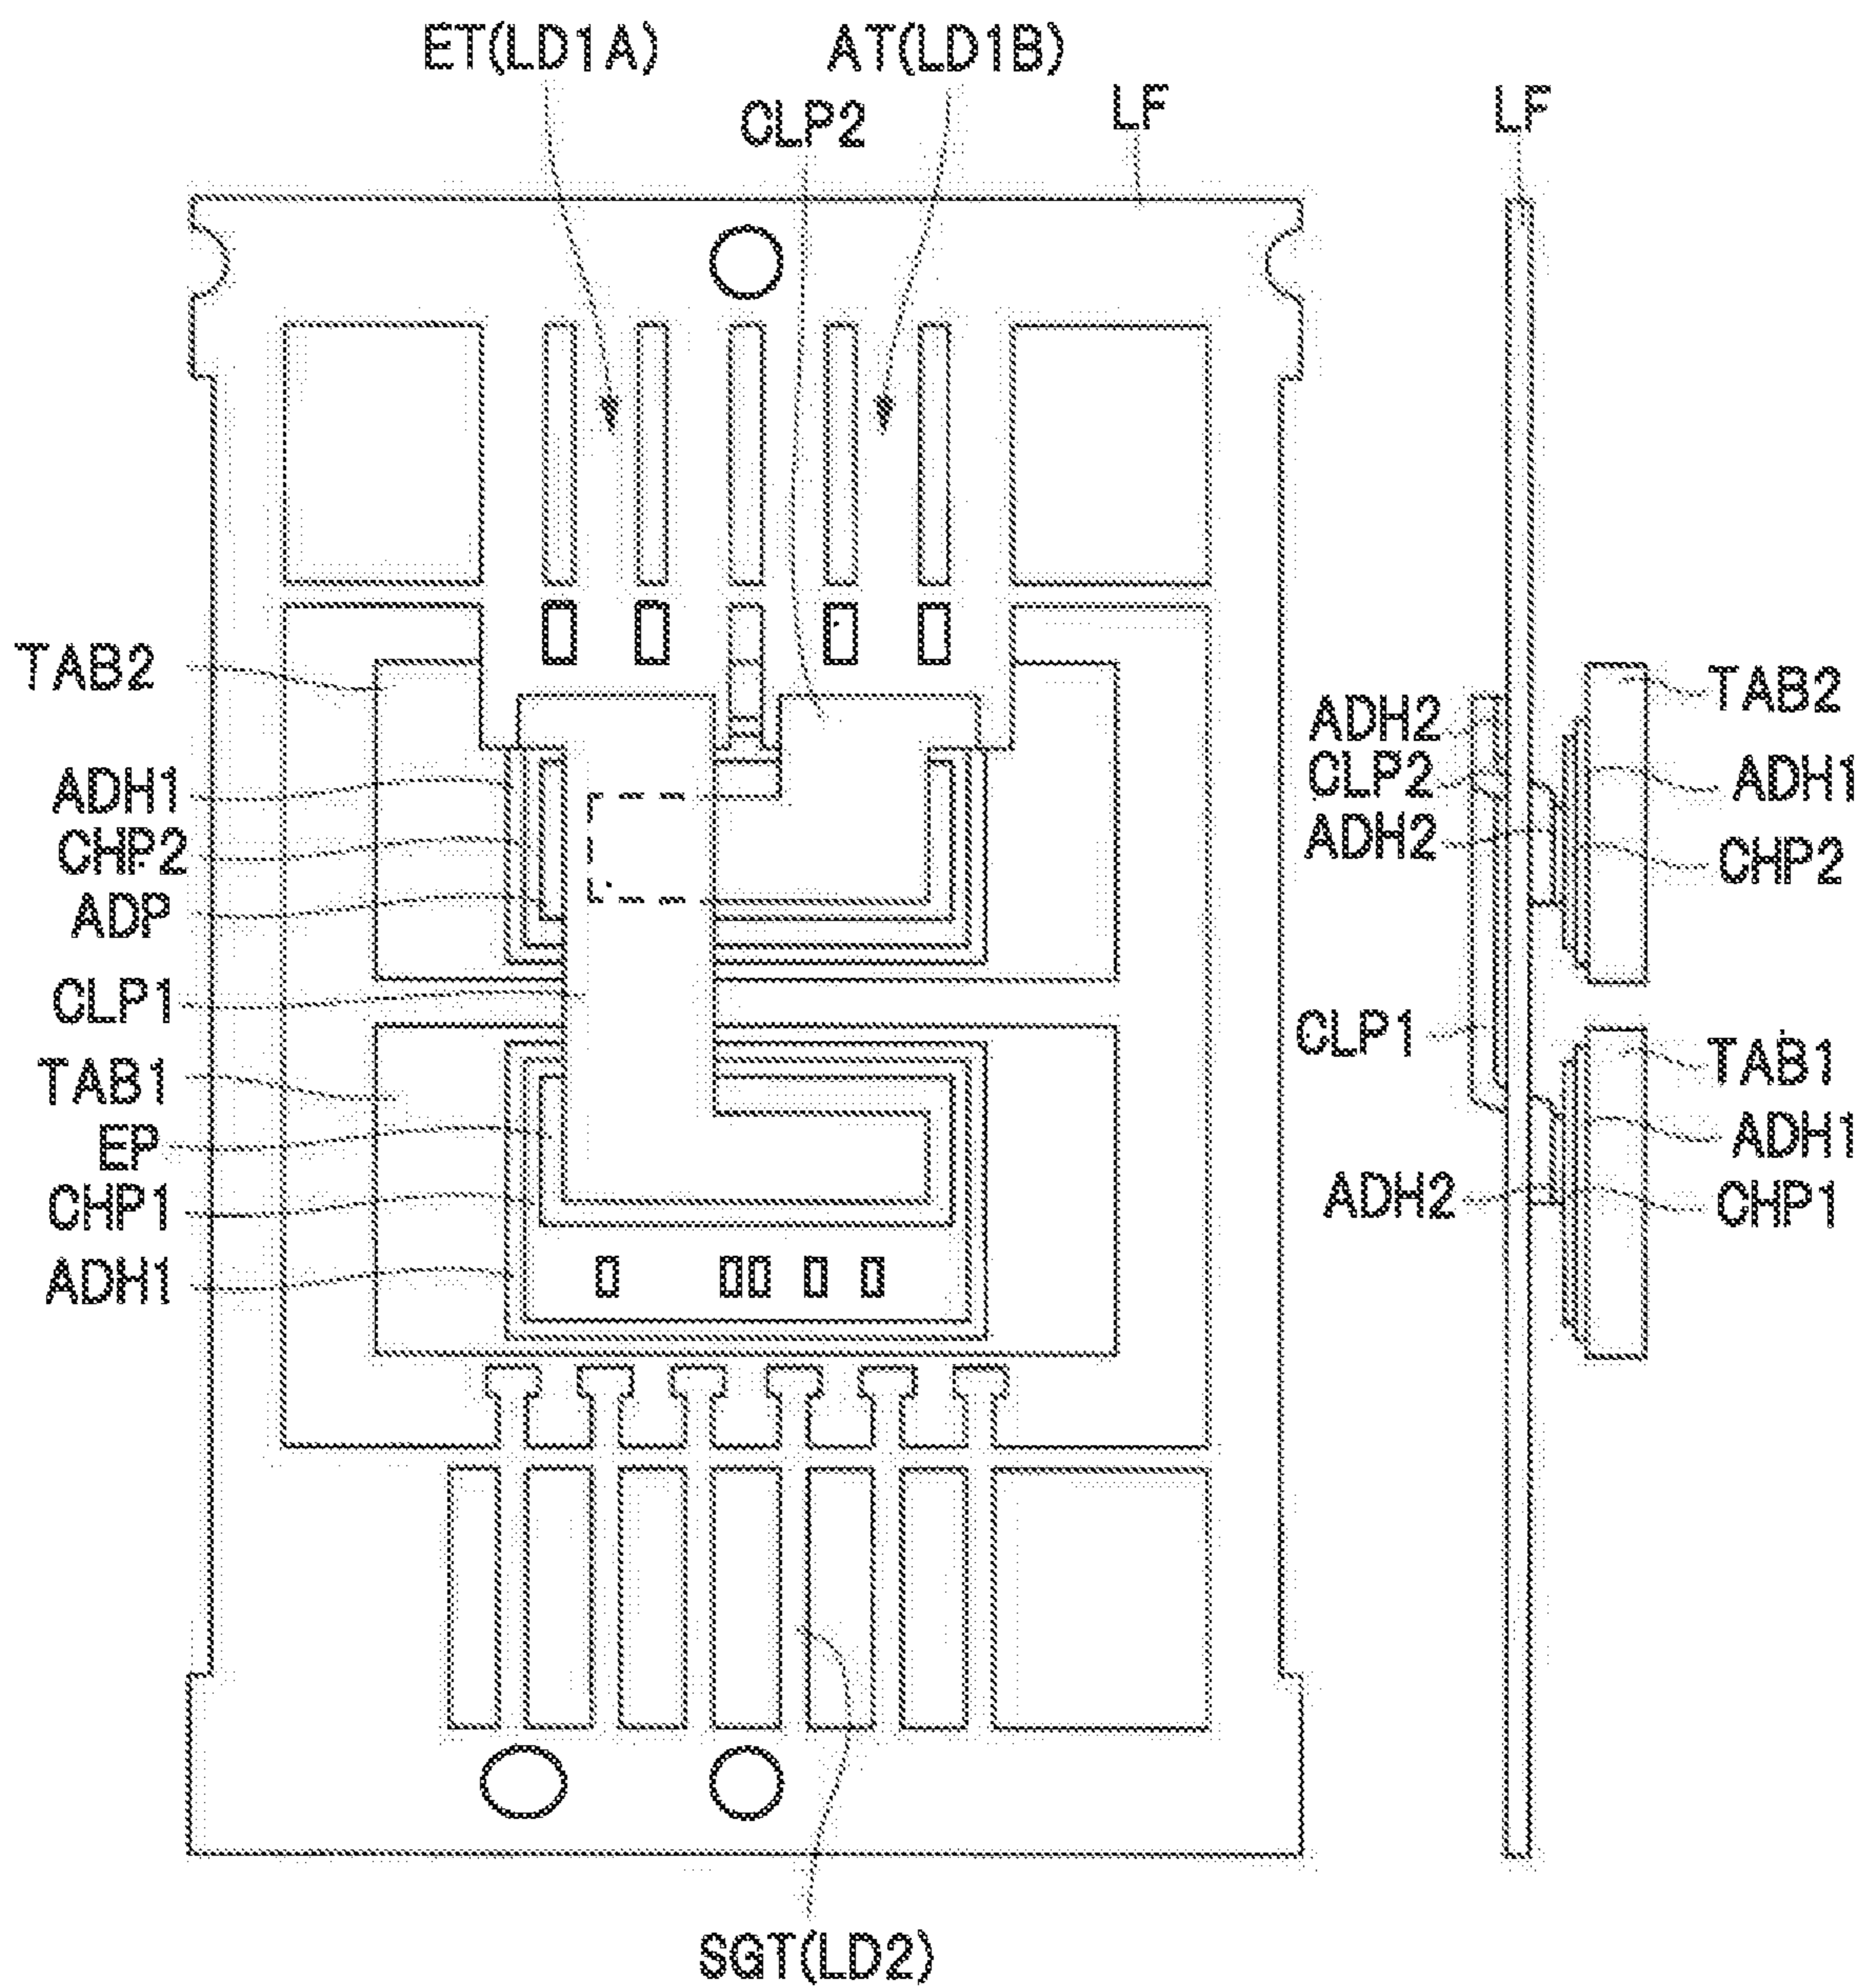 ET(LD1A)
AT(LD1B)
CLP2
LF
LF
TAB2
ADH1
CHP2
ADP
CLP1
TAB1
EP
CHP1
ADH1
ADH2
CLP2
ADH2
CLP1
ADH2
TAB2
ADH1
CHP2
TAB1
ADH1
CHP1
SGT(LD2)